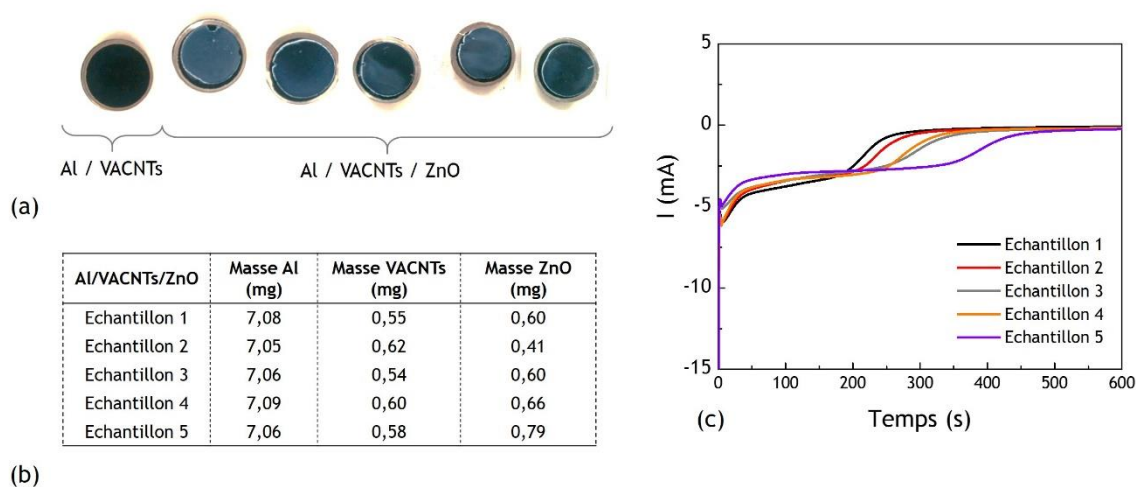 Al / VACNTs
Al / VACNTs / ZnO
(a)
Al/VACNTs/ZnO Masse Al (mg) Masse VACNTs (mg) Masse ZnO (mg)
Echantillon 1 7,08 0,55 0,60
Echantillon 2 7,05 0,62 0,41
Echantillon 3 7,06 0,54 0,60
Echantillon 4 7,09 0,60 0,66
Echantillon 5 7,06 0,58 0,79
(b)
5
0
-5
-10
-15
I (mA)
Echantillon 1
Echantillon 2
Echantillon 3
Echantillon 4
Echantillon 5
0 100 200 300 400 500 600
Temps (s)
(c)